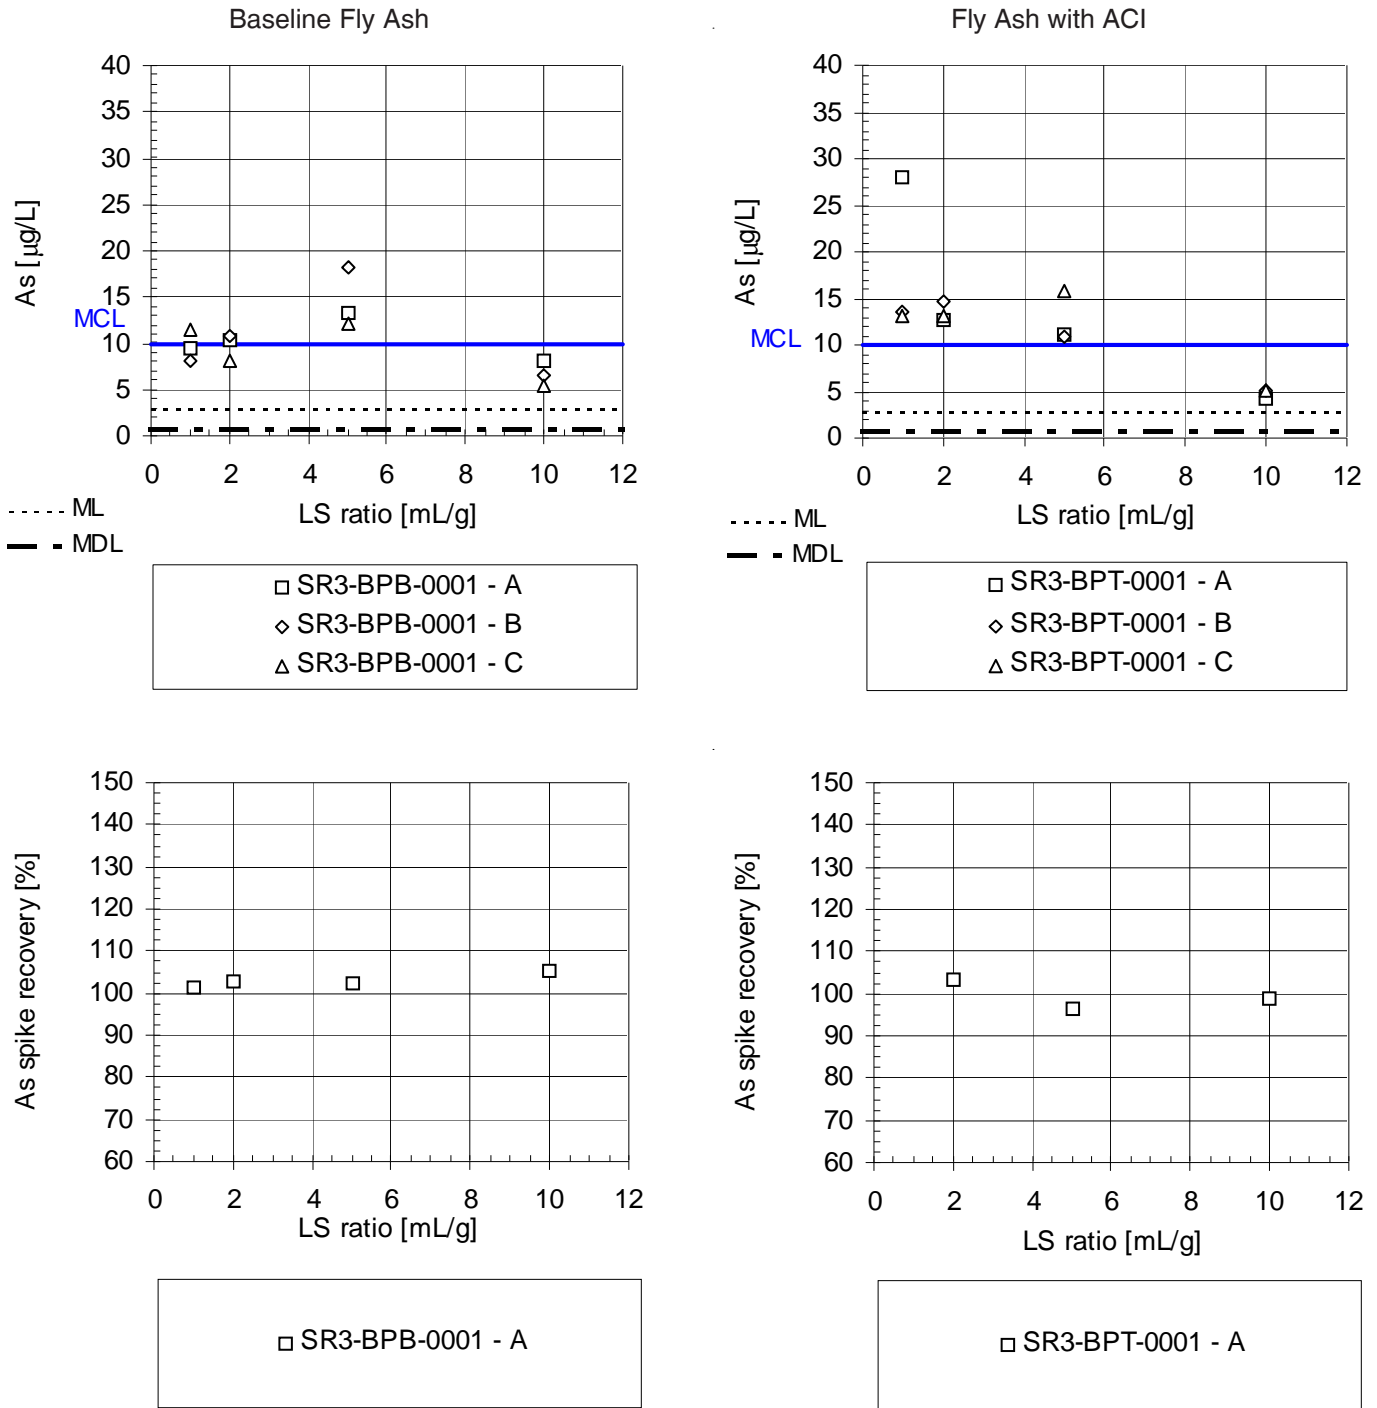 Baseline Fly Ash
40
35
30
25
20
15
10
5
0
As [µg/L]
MCL
0 2 4 6 8 10 12
LS ratio [mL/g]
ML
MDL
SR3-BPB-0001 - A
SR3-BPB-0001 - B
SR3-BPB-0001 - C
Fly Ash with ACI
40
35
30
25
20
15
10
5
0
As [µg/L]
MCL
0 2 4 6 8 10 12
LS ratio [mL/g]
ML
MDL
SR3-BPT-0001 - A
SR3-BPT-0001 - B
SR3-BPT-0001 - C
150
140
130
120
110
100
90
80
70
60
As spike recovery [%]
0 2 4 6 8 10 12
LS ratio [mL/g]
SR3-BPB-0001 - A
150
140
130
120
110
100
90
80
70
60
As spike recovery [%]
0 2 4 6 8 10 12
LS ratio [mL/g]
SR3-BPT-0001 - A